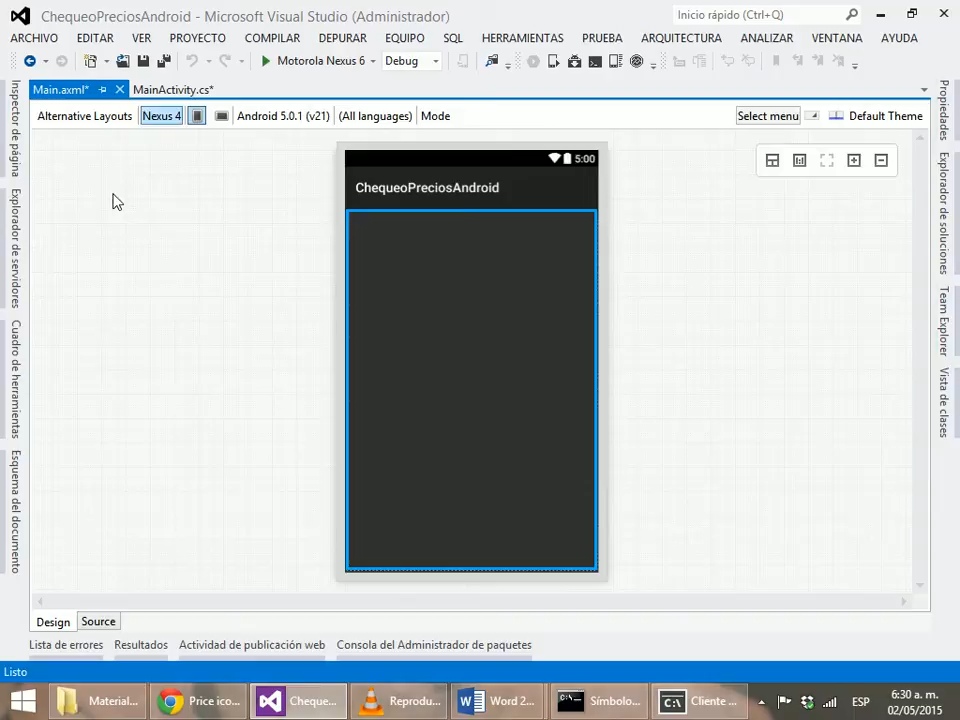 ChequeoPreciosAndroid - Microsoft Visual Studio (Administrador)
Inicio rápido (Ctrl+Q)
ARCHIVO EDITAR VER PROYECTO COMPILAR DEPURAR EQUIPO SQL HERRAMIENTAS PRUEBA ARQUITECTURA ANALIZAR VENTANA AYUDA
Motorola Nexus 6 Debug
Main.axml* MainActivity.cs*
Alternative Layouts Nexus 4 Android 5.0.1 (v21) (All languages) Mode Select menu Default Theme
5:00
ChequeoPreciosAndroid
Inspector de página
Explorador de servidores
Cuadro de herramientas
Esquema del documento
Propiedades
Explorador de soluciones
Team Explorer
Vista de clases
Design Source
Lista de errores Resultados Actividad de publicación web Consola del Administrador de paquetes
Listo
Material... Price ico... Cheque... Reprodu... Word 2... Símbolo... Cliente ... ESP
6:30 a. m.
02/05/2015